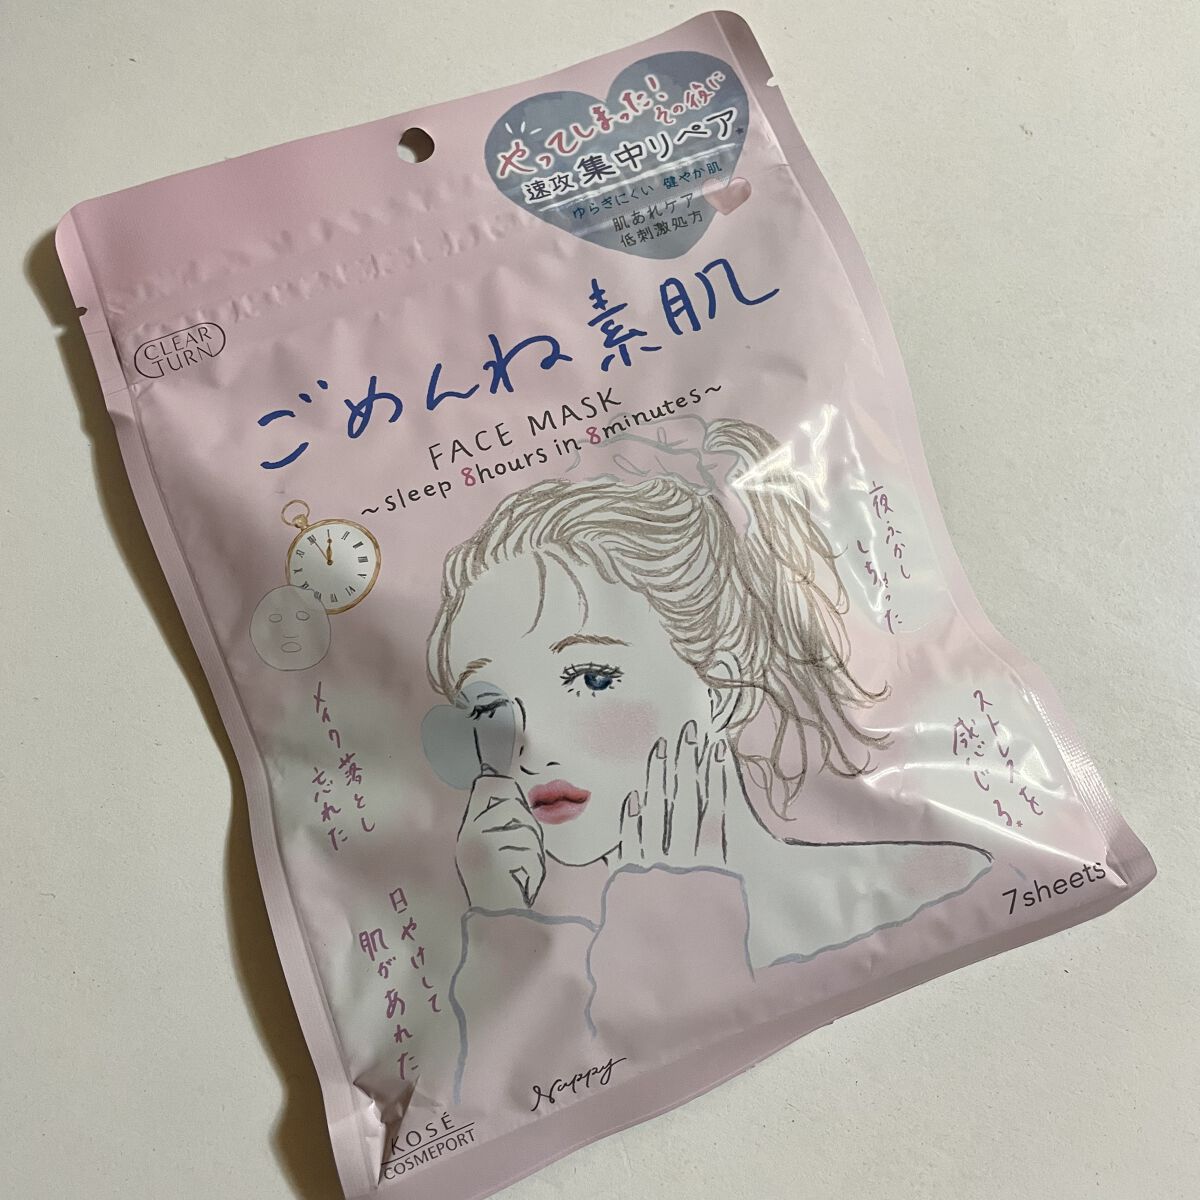 やってしまった!
その後に
速攻 集中リペア*
ゆらぎにくい 健やか肌
肌あれケア
低刺激処方
CLEAR
TURN
ごめんね素肌
FACE MASK
~sleep 8hours in 8minutes~
夜ふかし
しちゃった
メイク落とし
忘れた
ストレスを
感じる。
日やけして
肌があれた
7sheets
Nappy
KOSÉ
COSMEPORT